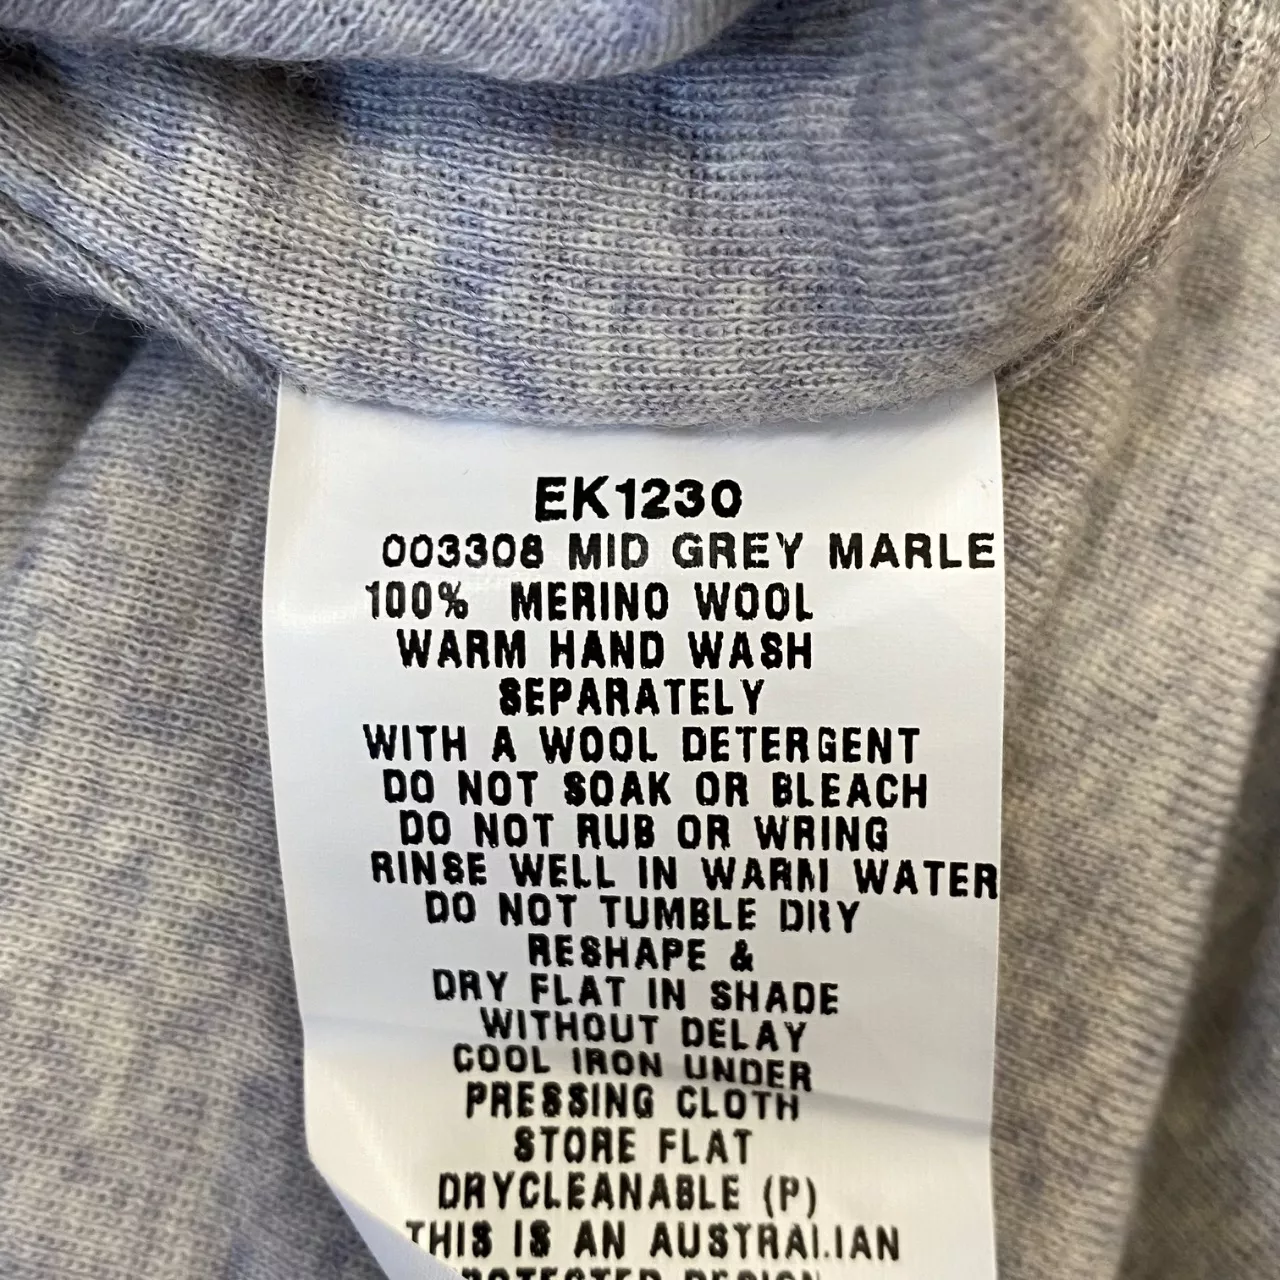 EK1230
003308 MID GREY MARLE
100% MERINO WOOL
WARM HAND WASH
SEPARATELY
WITH A WOOL DETERGENT
DO NOT SOAK OR BLEACH
DO NOT RUB OR WRING
RINSE WELL IN WARM WATER
DO NOT TUMBLE DRY
RESHAPE &
DRY FLAT IN SHADE
WITHOUT DELAY
COOL IRON UNDER
PRESSING CLOTH
STORE FLAT
DRYCLEANABLE (P)
THIS IS AN AUSTRALIAN
PROTECTED DESIGN